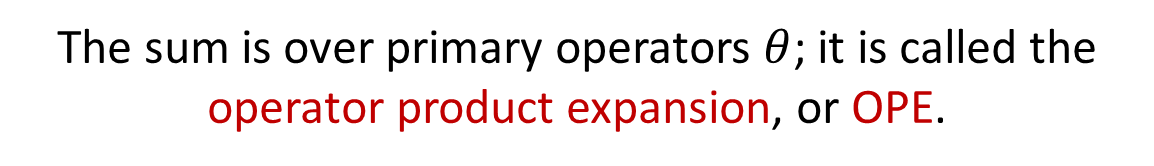 The sum is over primary operators 𝜃; it is called the
operator product expansion, or OPE.